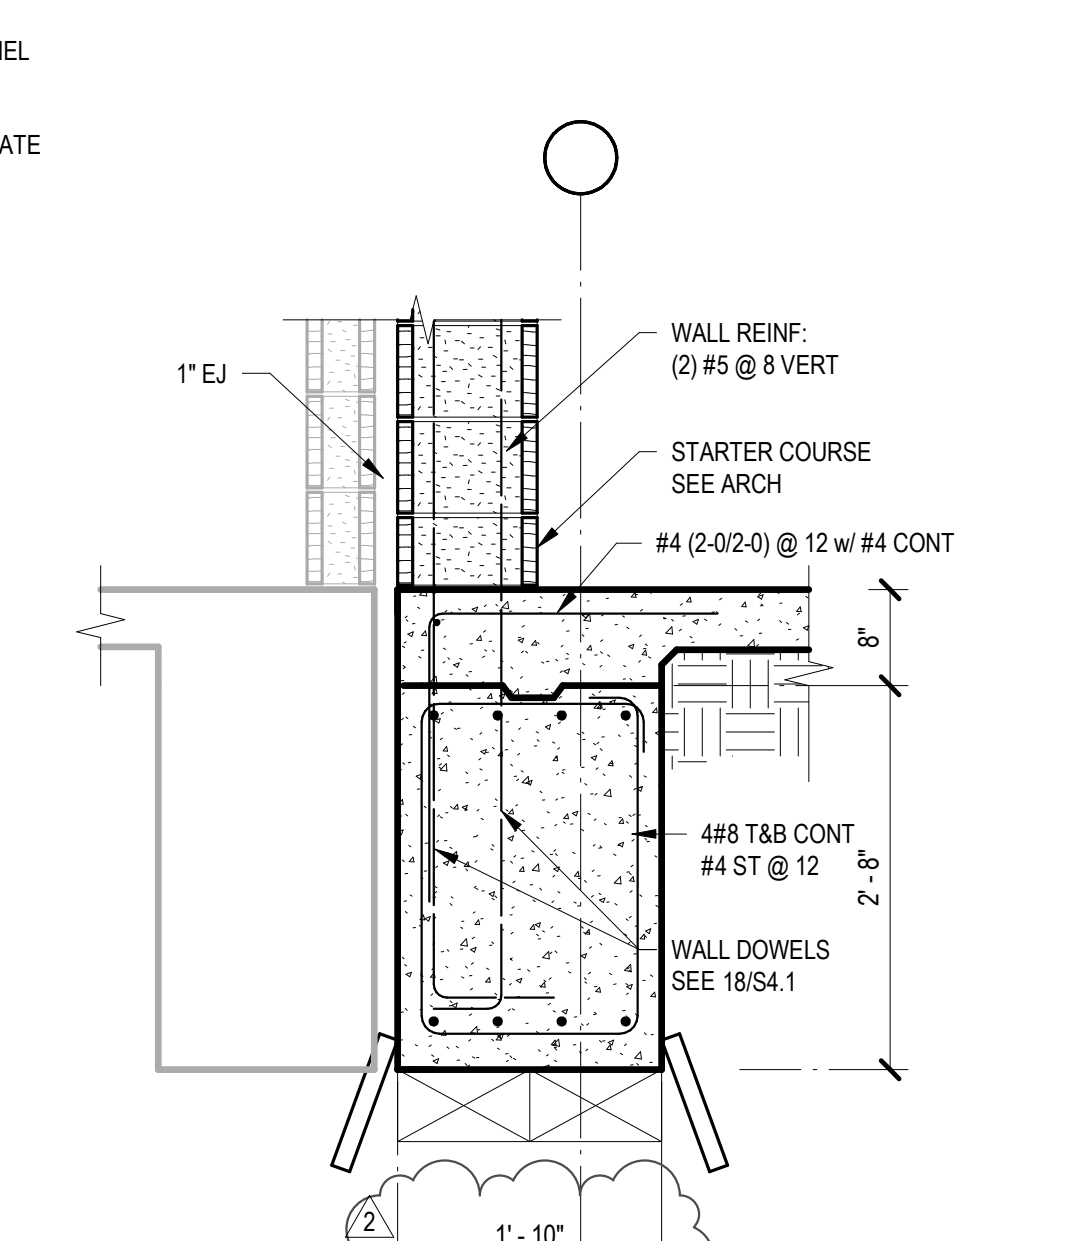 IEL
ATE
WALL REINF:
(2) #5 @ 8 VERT
1" EJ
STARTER COURSE
SEE ARCH
#4 (2-0/2-0) @ 12 w/ #4 CONT
8"
4#8 T&B CONT
#4 ST @ 12
2' - 8"
WALL DOWELS
SEE 18/S4.1
2
1' - 10"